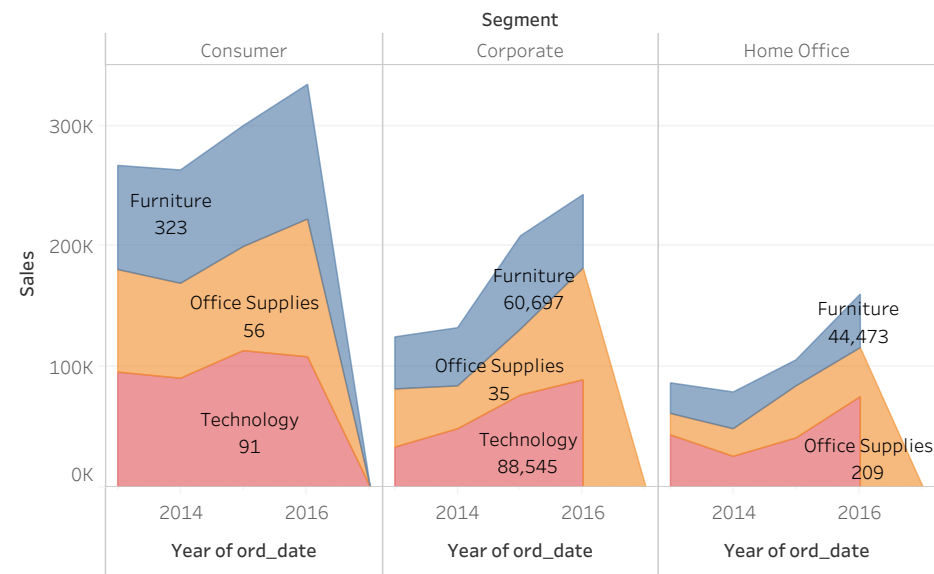 Segment
Consumer
Corporate
Home Office
Sales
300K
200K
100K
0K
Furniture
323
Office Supplies
56
Technology
91
Furniture
60,697
Office Supplies
35
Technology
88,545
Furniture
44,473
Office Supplies
209
2014
2016
2014
2016
2014
2016
Year of ord_date
Year of ord_date
Year of ord_date